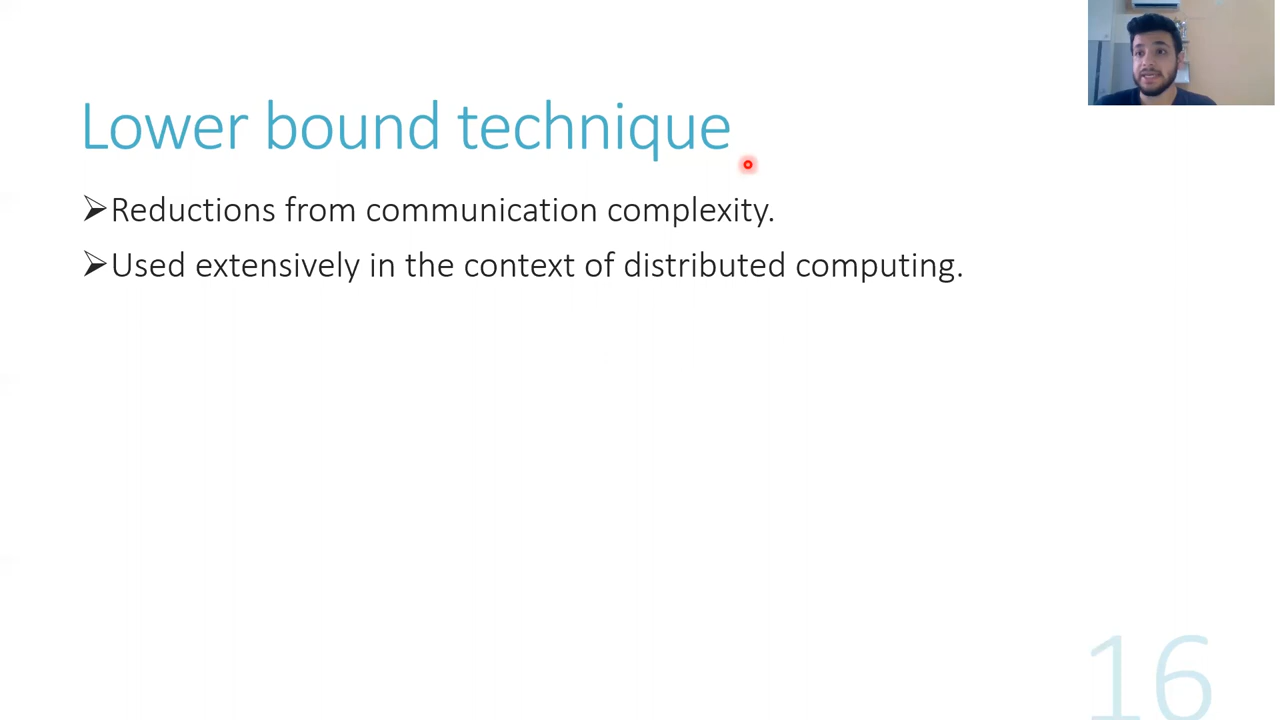 Lower bound technique
➢Reductions from communication complexity.
➢Used extensively in the context of distributed computing.
16